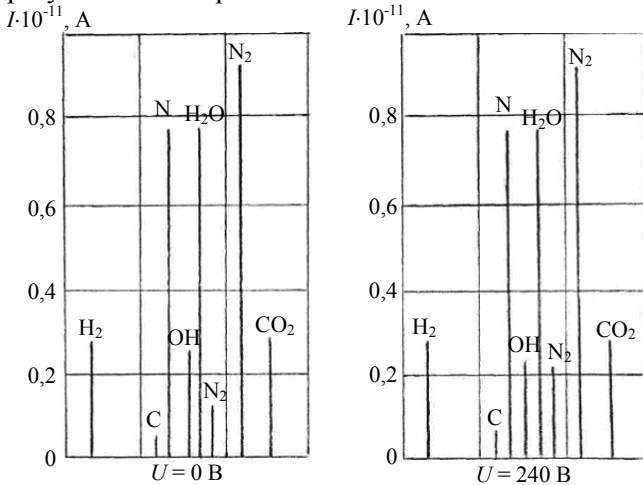 I·10⁻¹¹, A
N₂
0,8
N
H₂O
0,6
0,4
H₂
OH
CO₂
0,2
N₂
C
0
U = 0 В
I·10⁻¹¹, A
N₂
0,8
N
H₂O
0,6
0,4
H₂
OH
N₂
CO₂
0,2
C
0
U = 240 В